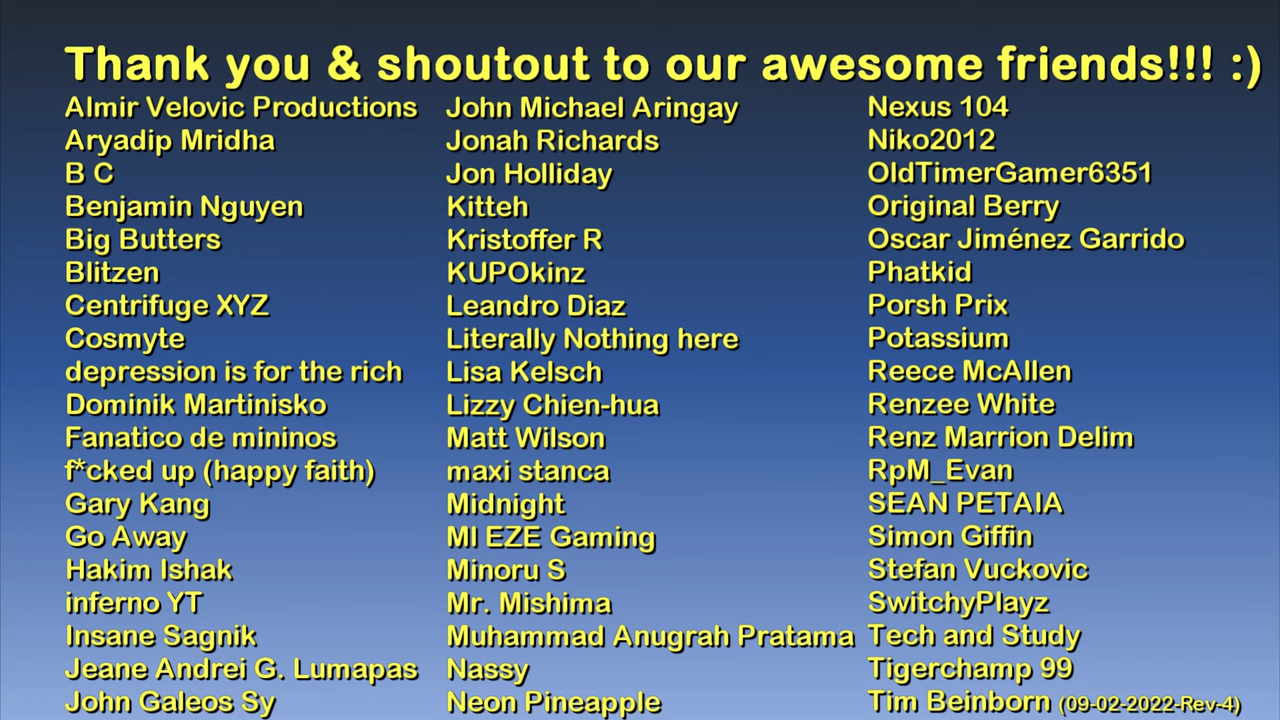 Thank you & shoutout to our awesome friends!!! :)
Almir Velovic Productions
Aryadip Mridha
B C
Benjamin Nguyen
Big Butters
Blitzen
Centrifuge XYZ
Cosmyte
depression is for the rich
Dominik Martinisko
Fanatico de mininos
f*cked up (happy faith)
Gary Kang
Go Away
Hakim Ishak
inferno YT
Insane Sagnik
Jeane Andrei G. Lumapas
John Galeos Sy
John Michael Aringay
Jonah Richards
Jon Holliday
Kitteh
Kristoffer R
KUPOkinz
Leandro Diaz
Literally Nothing here
Lisa Kelsch
Lizzy Chien-hua
Matt Wilson
maxi stanca
Midnight
MI EZE Gaming
Minoru S
Mr. Mishima
Muhammad Anugrah Pratama
Nassy
Neon Pineapple
Nexus 104
Niko2012
OldTimerGamer6351
Original Berry
Oscar Jiménez Garrido
Phatkid
Porsh Prix
Potassium
Reece McAllen
Renzee White
Renz Marrion Delim
RpM_Evan
SEAN PETAIA
Simon Giffin
Stefan Vuckovic
SwitchyPlayz
Tech and Study
Tigerchamp 99
Tim Beinborn (09-02-2022-Rev-4)